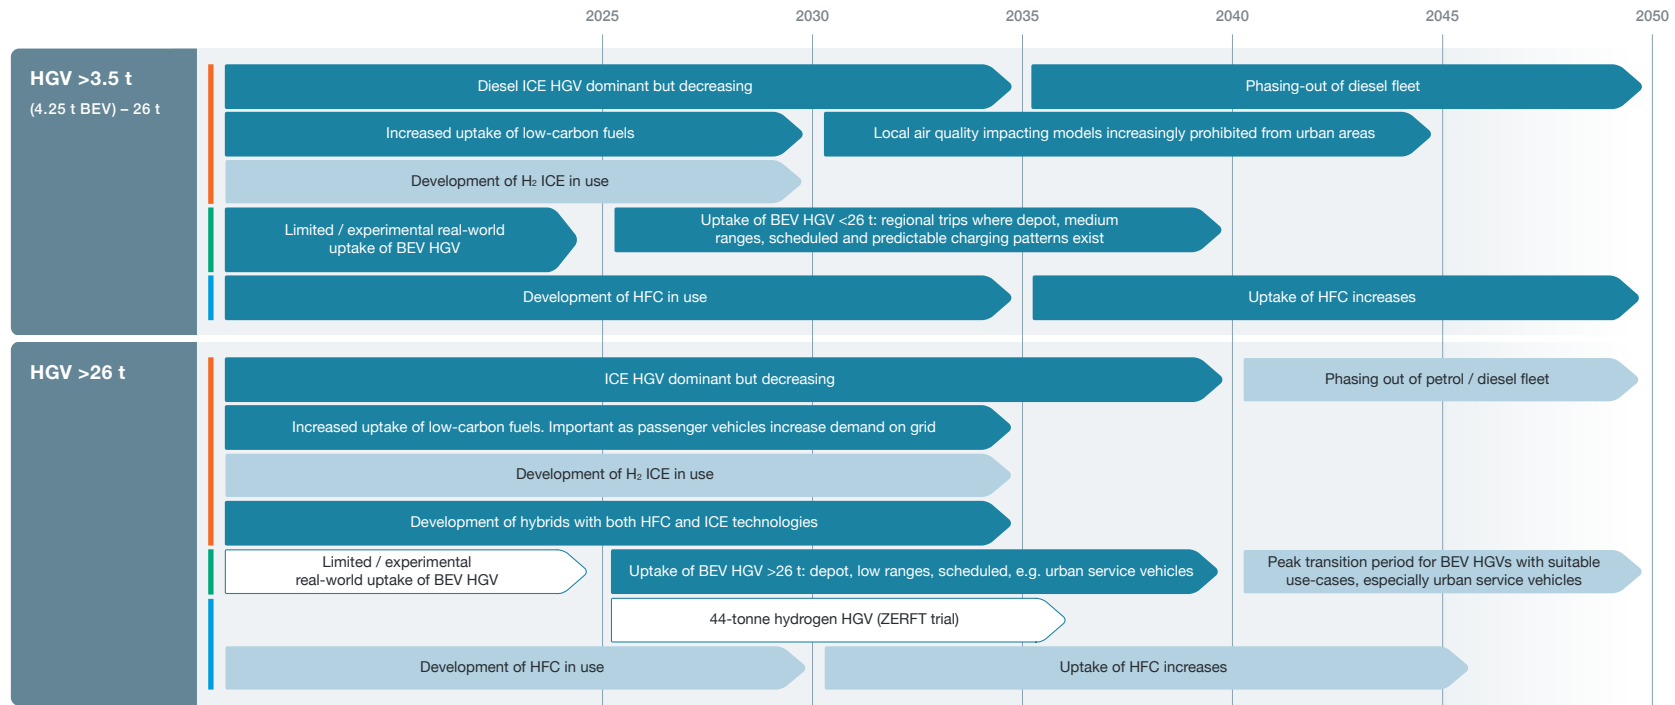 2025 2030 2035 2040 2045 2050
HGV >3.5 t
(4.25 t BEV) – 26 t
Diesel ICE HGV dominant but decreasing
Phasing-out of diesel fleet
Increased uptake of low-carbon fuels
Local air quality impacting models increasingly prohibited from urban areas
Development of H₂ ICE in use
Limited / experimental real-world
uptake of BEV HGV
Uptake of BEV HGV <26 t: regional trips where depot, medium
ranges, scheduled and predictable charging patterns exist
Development of HFC in use
Uptake of HFC increases
HGV >26 t
ICE HGV dominant but decreasing
Phasing out of petrol / diesel fleet
Increased uptake of low-carbon fuels. Important as passenger vehicles increase demand on grid
Development of H₂ ICE in use
Development of hybrids with both HFC and ICE technologies
Limited / experimental
real-world uptake of BEV HGV
Uptake of BEV HGV >26 t: depot, low ranges, scheduled, e.g. urban service vehicles
Peak transition period for BEV HGVs with suitable
use-cases, especially urban service vehicles
44-tonne hydrogen HGV (ZERFT trial)
Development of HFC in use
Uptake of HFC increases